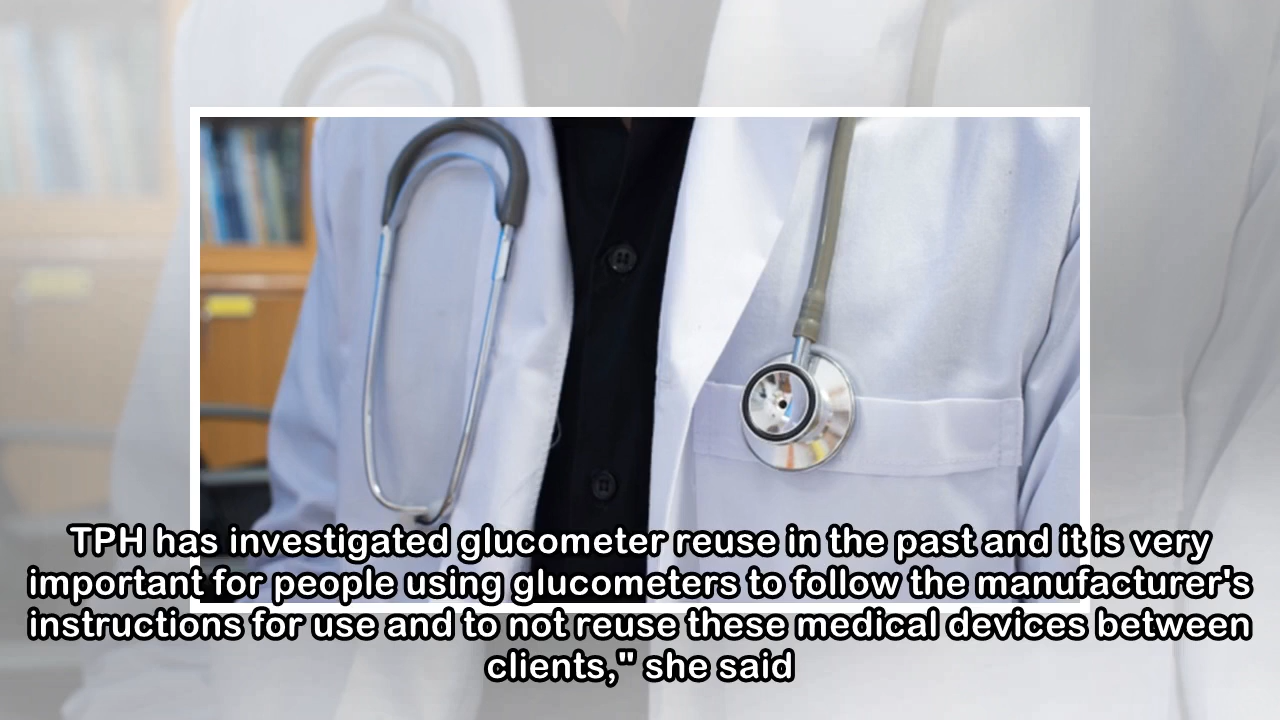 TPH has investigated glucometer reuse in the past and it is very
important for people using glucometers to follow the manufacturer's
instructions for use and to not reuse these medical devices between
clients," she said